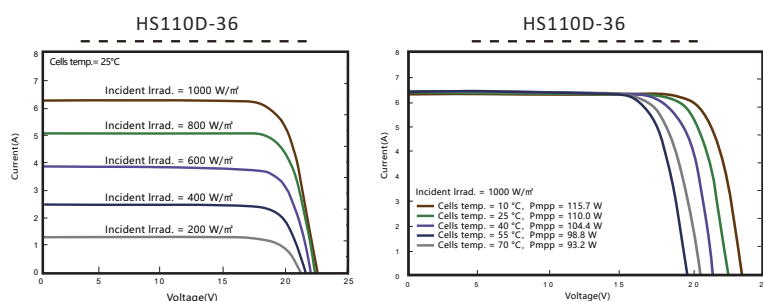 HS110D-36
8
7
6
5
4
3
2
1
0
Current(A)
Cells temp.= 25°C
Incident Irrad. = 1000 W/㎡
Incident Irrad. = 800 W/㎡
Incident Irrad. = 600 W/㎡
Incident Irrad. = 400 W/㎡
Incident Irrad. = 200 W/㎡
0 5 10 15 20 25
Voltage(V)
HS110D-36
8
7
6
5
4
3
2
1
0
Current(A)
Incident Irrad. = 1000 W/㎡
Cells temp. = 10 °C, Pmpp = 115.7 W
Cells temp. = 25 °C, Pmpp = 110.0 W
Cells temp. = 40 °C, Pmpp = 104.4 W
Cells temp. = 55 °C, Pmpp = 98.8 W
Cells temp. = 70 °C, Pmpp = 93.2 W
0 5 10 15 20
Voltage(V)